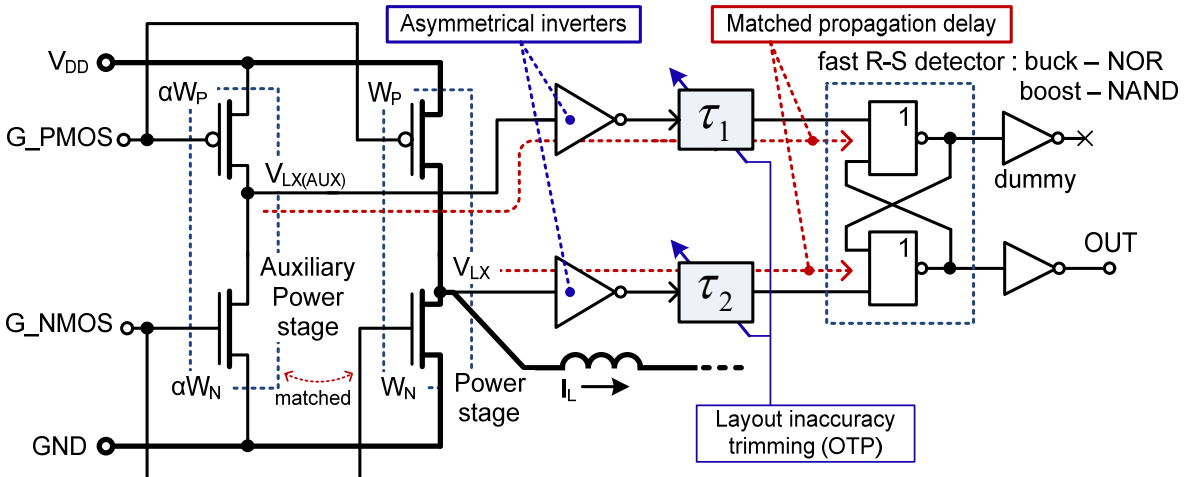 Asymmetrical inverters
Matched propagation delay
fast R-S detector : buck – NOR
boost – NAND
V_DD
αW_P
W_P
G_PMOS
V_LX(AUX)
τ_1
1
dummy
Auxiliary
Power
stage
V_LX
τ_2
1
OUT
G_NMOS
αW_N
matched
W_N
Power
stage
I_L
GND
Layout inaccuracy
trimming (OTP)